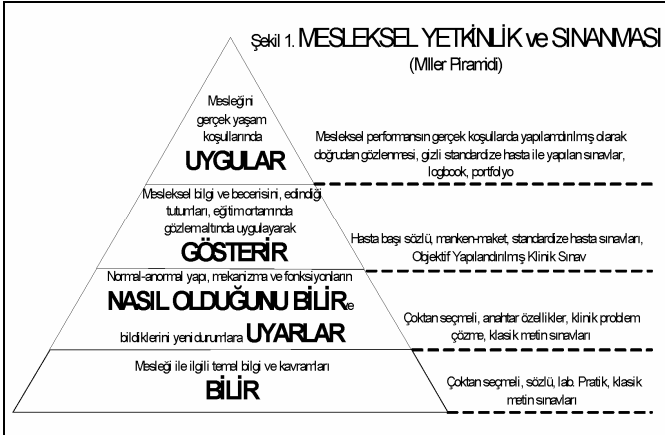 Şekil 1. MESLEKSEL YETKİNLİK ve SINANMASI
(Mller Piramidi)
Mesleğini
gerçek yaşam
koşullarında
UYGULAR
Mesleksel performansın gerçek koşullarda yapılamdırılmış olarak
doğrudan gözlenmesi, gizli standardize hasta ile yapılan sınavlar,
logbook, portfolyo
Mesleksel bilgi ve becerisini, edindiği
tutumları, eğitim ortamında
gözlemaltında uygulayarak
GÖSTERİR
Hasta başı sözlü, manken-maket, standardize hasta sınavları,
Objektif Yapılandırılmış Klinik Sınav
Normal-anormal yapı, mekanizma ve fonksiyonların
NASIL OLDUĞUNU BİLİR ve
bildiklerini yeni durumlara UYARLAR
Çoktan seçmeli, anahtar özellikler, klinik problem
çözme, klasik metin sınavları
Mesleği ile ilgili temel bilgi ve kavramları
BİLİR
Çoktan seçmeli, sözlü, lab. Pratik, klasik
metin sınavları